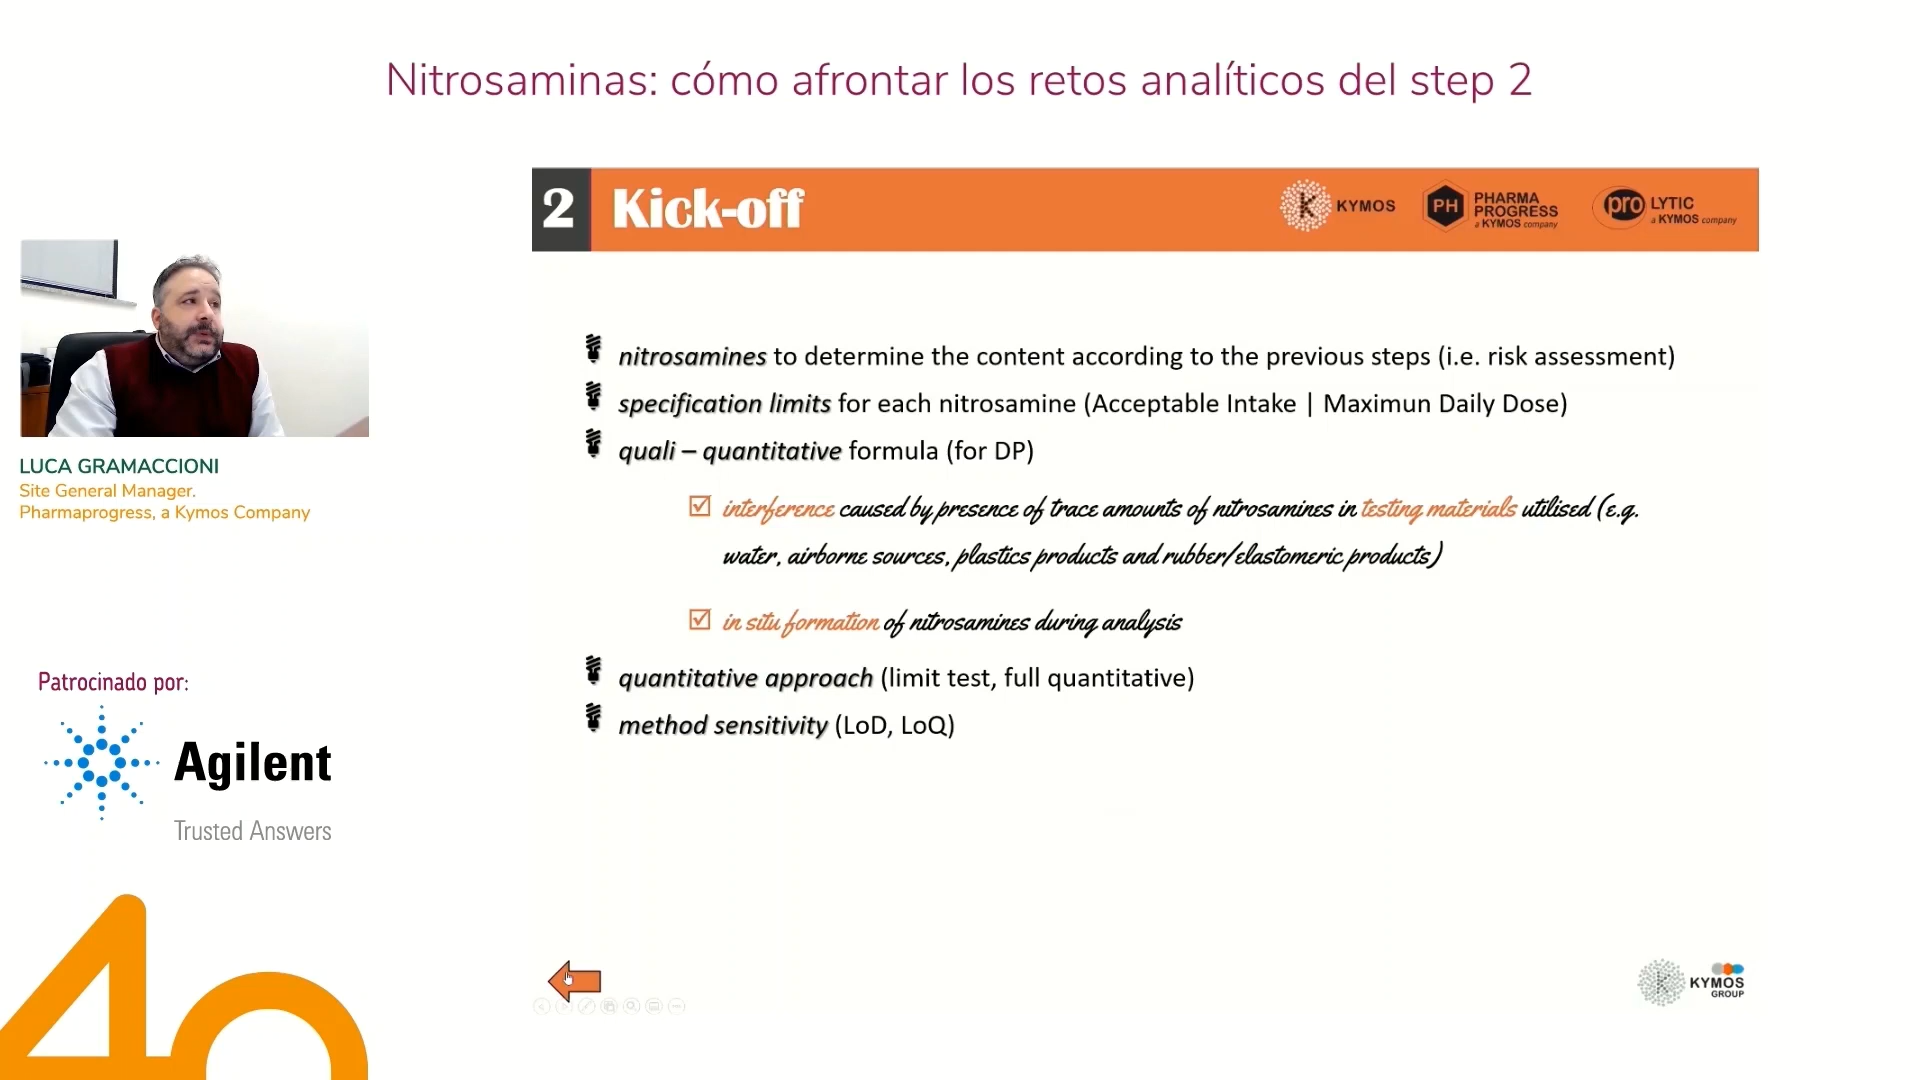 Nitrosaminas: cómo afrontar los retos analíticos del step 2
2 Kick-off
K KYMOS
PH PHARMA PROGRESS a KYMOS company
pro LYTIC a KYMOS company
nitrosamines to determine the content according to the previous steps (i.e. risk assessment)
specification limits for each nitrosamine (Acceptable Intake | Maximun Daily Dose)
quali – quantitative formula (for DP)
interference caused by presence of trace amounts of nitrosamines in testing materials utilised (e.g.
water, airborne sources, plastics products and rubber/elastomeric products)
in situ formation of nitrosamines during analysis
quantitative approach (limit test, full quantitative)
method sensitivity (LoD, LoQ)
LUCA GRAMACCIONI
Site General Manager.
Pharmaprogress, a Kymos Company
Patrocinado por:
Agilent
Trusted Answers
K KYMOS
GROUP